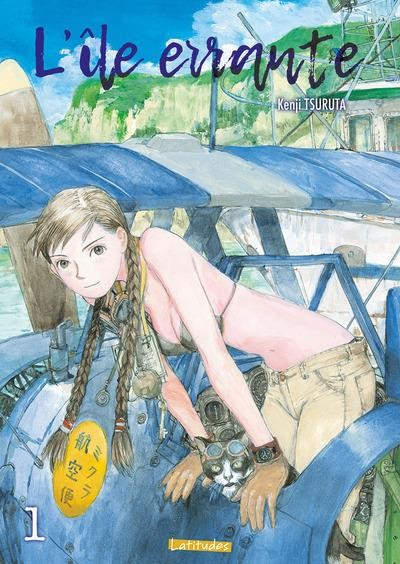 L'île errante
Kenji TSURUTA
ミクラ
航空便
1
Latitudes